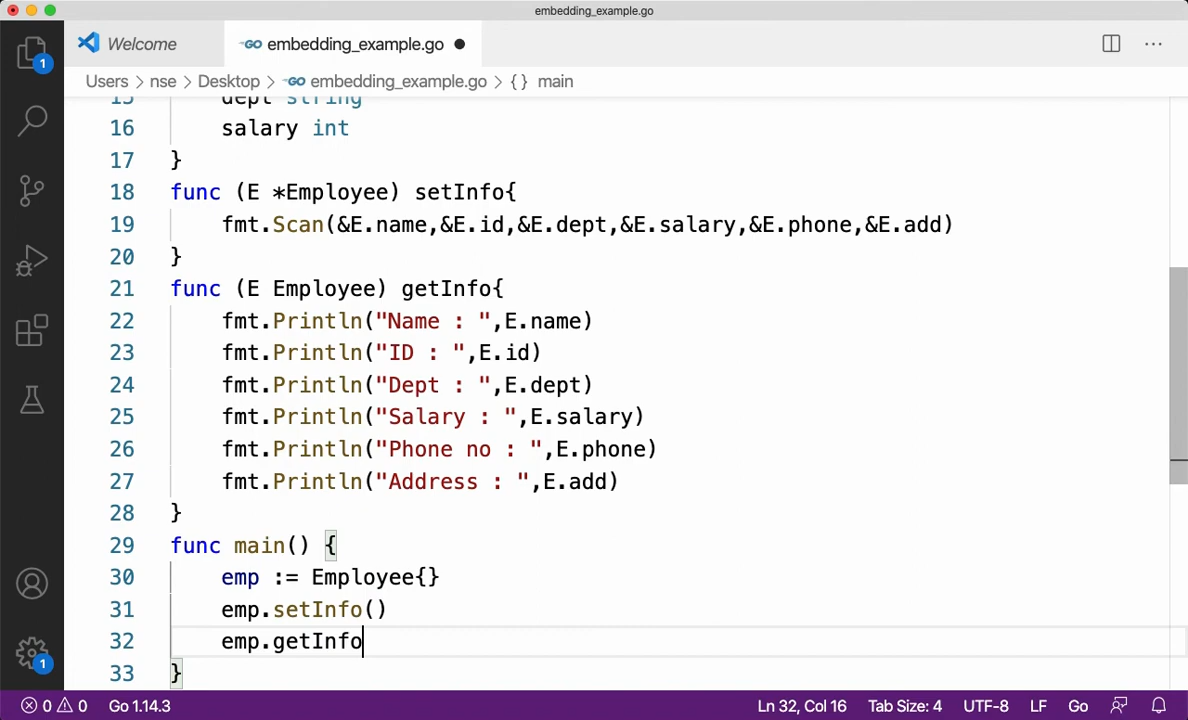 embedding_example.go
Welcome
embedding_example.go
Users > nse > Desktop > embedding_example.go > {} main
15 dept string
16 salary int
17 }
18 func (E *Employee) setInfo{
19 fmt.Scan(&E.name,&E.id,&E.dept,&E.salary,&E.phone,&E.add)
20 }
21 func (E Employee) getInfo{
22 fmt.Println("Name : ",E.name)
23 fmt.Println("ID : ",E.id)
24 fmt.Println("Dept : ",E.dept)
25 fmt.Println("Salary : ",E.salary)
26 fmt.Println("Phone no : ",E.phone)
27 fmt.Println("Address : ",E.add)
28 }
29 func main() {
30 emp := Employee{}
31 emp.setInfo()
32 emp.getInfo
33 }
1
1
0 0 Go 1.14.3 Ln 32, Col 16 Tab Size: 4 UTF-8 LF Go